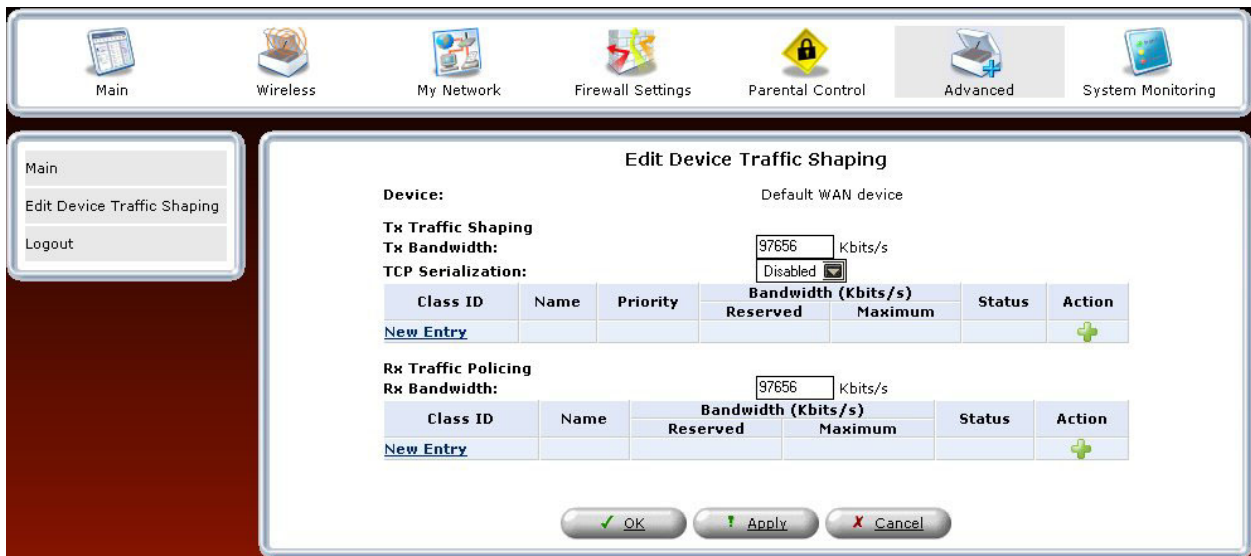 Main Wireless My Network Firewall Settings Parental Control Advanced System Monitoring
Main
Edit Device Traffic Shaping
Logout
Edit Device Traffic Shaping
Device: Default WAN device
Tx Traffic Shaping
Tx Bandwidth: 97656 Kbits/s
TCP Serialization: Disabled
Class ID Name Priority Bandwidth (Kbits/s) Status Action
Reserved Maximum
New Entry
Rx Traffic Policing
Rx Bandwidth: 97656 Kbits/s
Class ID Name Bandwidth (Kbits/s) Status Action
Reserved Maximum
New Entry
OK Apply Cancel